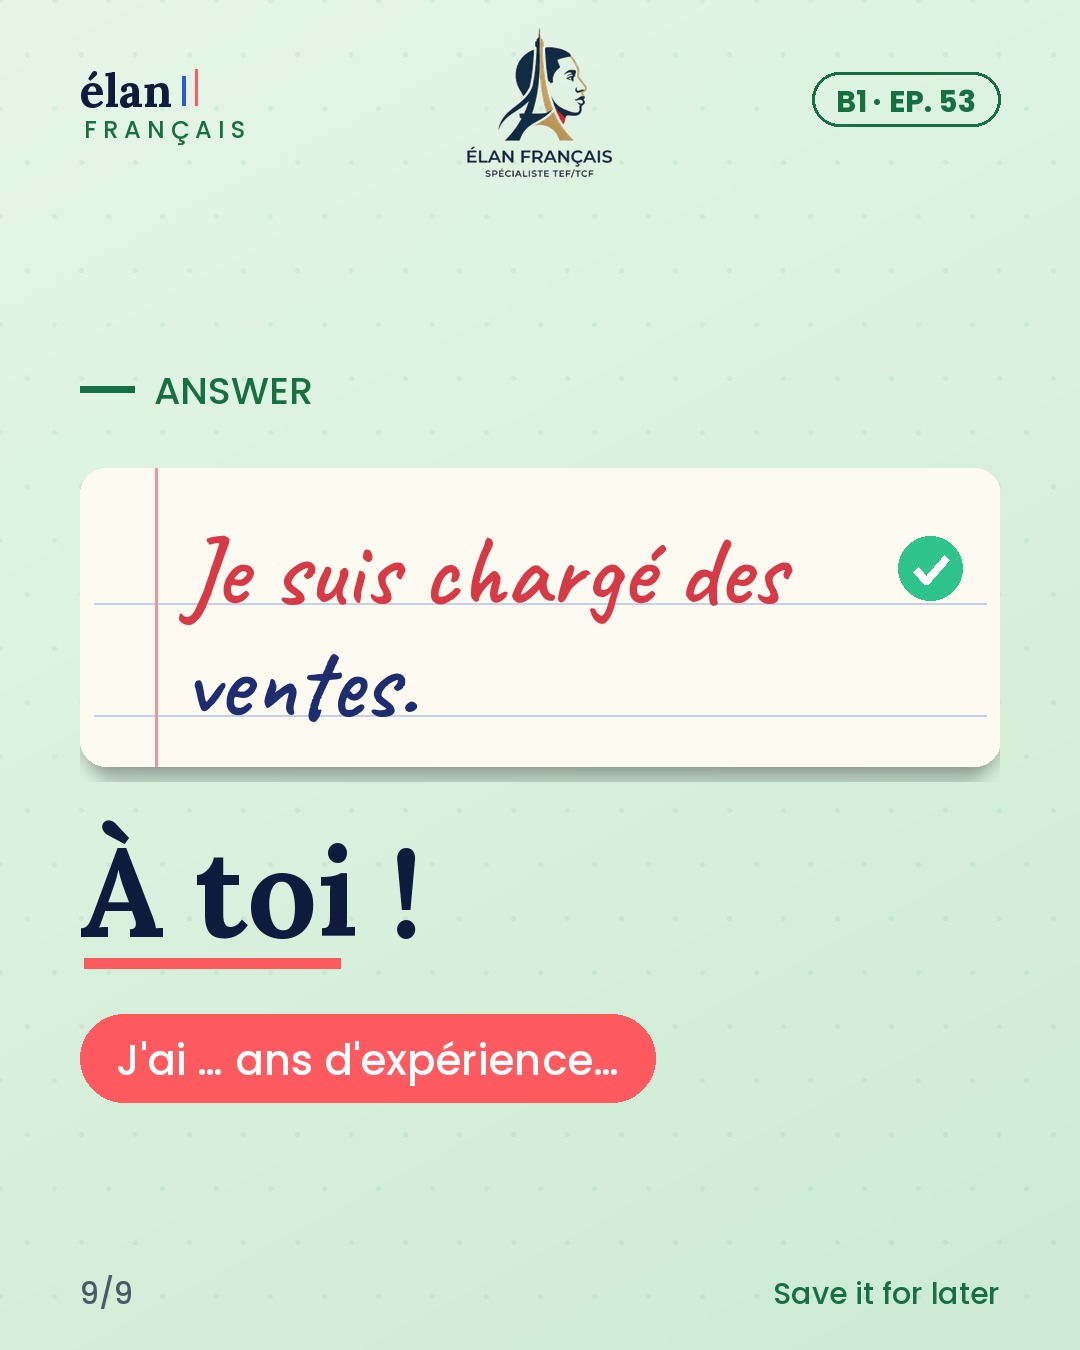 élan
FRANÇAIS
ÉLAN FRANÇAIS
SPÉCIALISTE TEF/TCF
B1 · EP. 53
ANSWER
Je suis chargé des
ventes.
À toi !
J'ai ... ans d'expérience...
9/9
Save it for later